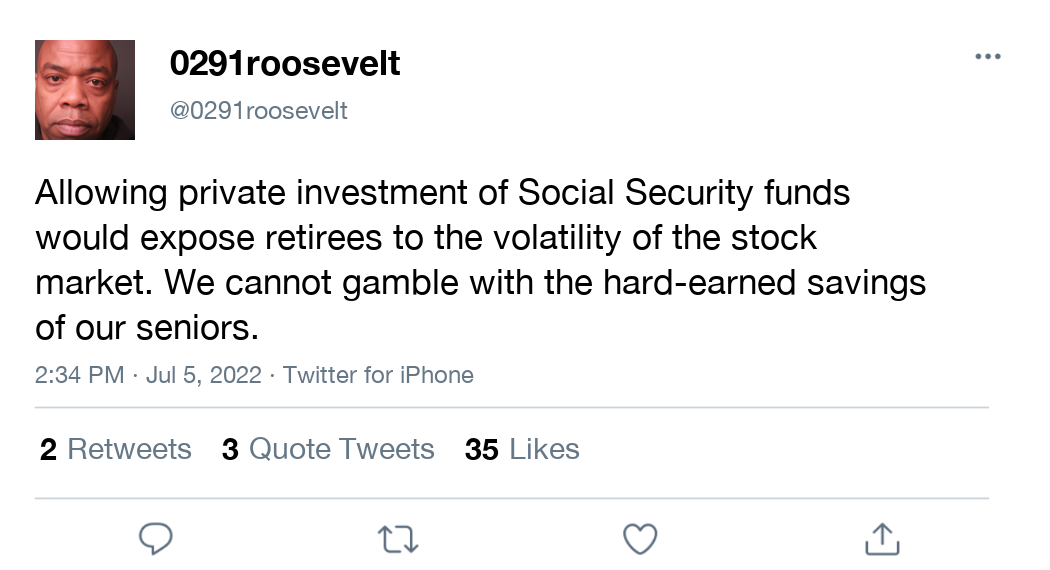 0291roosevelt
@0291roosevelt
Allowing private investment of Social Security funds
would expose retirees to the volatility of the stock
market. We cannot gamble with the hard-earned savings
of our seniors.
2:34 PM · Jul 5, 2022 · Twitter for iPhone
2 Retweets 3 Quote Tweets 35 Likes